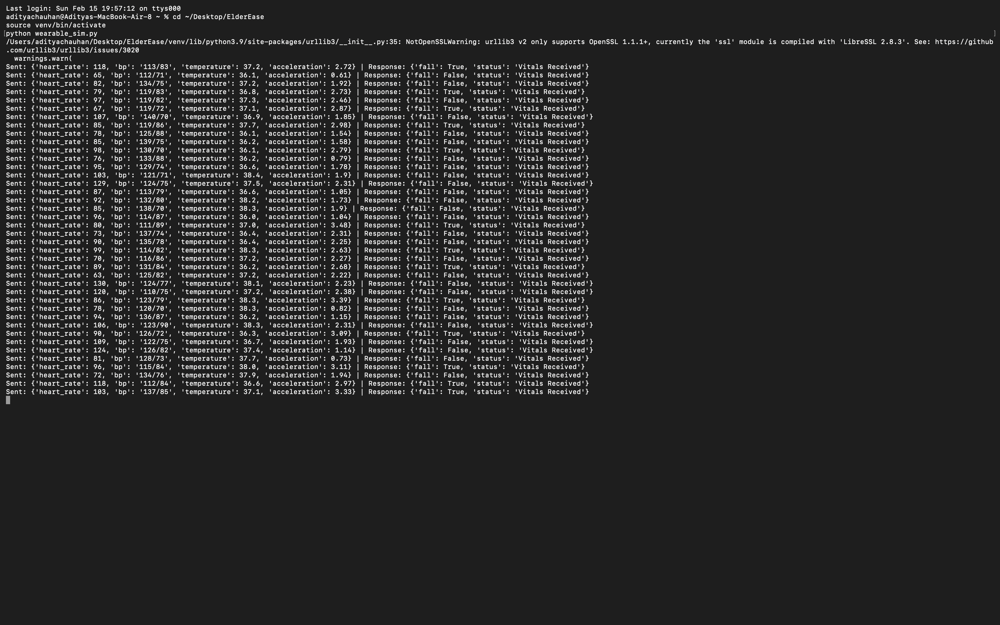 Last login: Sun Feb 15 19:57:12 on ttys000
adityachauhan@Adityas-MacBook-Air-8 ~ % cd ~/Desktop/ElderEase
source venv/bin/activate
[python wearable_sim.py ]
/Users/adityachauhan/Desktop/ElderEase/venv/lib/python3.9/site-packages/urllib3/__init__.py:35: NotOpenSSLWarning: urllib3 v2 only supports OpenSSL 1.1.1+, currently the 'ssl' module is compiled with 'LibreSSL 2.8.3'. See: https://github
.com/urllib3/urllib3/issues/3020
  warnings.warn(
Sent: {'heart_rate': 118, 'bp': '113/83', 'temperature': 37.2, 'acceleration': 2.72} | Response: {'fall': True, 'status': 'Vitals Received'}
Sent: {'heart_rate': 65, 'bp': '112/71', 'temperature': 36.1, 'acceleration': 0.61} | Response: {'fall': False, 'status': 'Vitals Received'}
Sent: {'heart_rate': 82, 'bp': '134/75', 'temperature': 37.2, 'acceleration': 1.92} | Response: {'fall': False, 'status': 'Vitals Received'}
Sent: {'heart_rate': 79, 'bp': '119/83', 'temperature': 36.8, 'acceleration': 2.73} | Response: {'fall': True, 'status': 'Vitals Received'}
Sent: {'heart_rate': 97, 'bp': '119/82', 'temperature': 37.3, 'acceleration': 2.46} | Response: {'fall': False, 'status': 'Vitals Received'}
Sent: {'heart_rate': 67, 'bp': '119/72', 'temperature': 37.1, 'acceleration': 2.87} | Response: {'fall': True, 'status': 'Vitals Received'}
Sent: {'heart_rate': 107, 'bp': '140/70', 'temperature': 36.9, 'acceleration': 1.85} | Response: {'fall': False, 'status': 'Vitals Received'}
Sent: {'heart_rate': 85, 'bp': '119/86', 'temperature': 37.7, 'acceleration': 2.98} | Response: {'fall': True, 'status': 'Vitals Received'}
Sent: {'heart_rate': 78, 'bp': '125/88', 'temperature': 36.1, 'acceleration': 1.54} | Response: {'fall': False, 'status': 'Vitals Received'}
Sent: {'heart_rate': 85, 'bp': '139/75', 'temperature': 36.2, 'acceleration': 1.58} | Response: {'fall': False, 'status': 'Vitals Received'}
Sent: {'heart_rate': 98, 'bp': '130/70', 'temperature': 36.1, 'acceleration': 2.79} | Response: {'fall': True, 'status': 'Vitals Received'}
Sent: {'heart_rate': 76, 'bp': '133/88', 'temperature': 36.2, 'acceleration': 0.79} | Response: {'fall': False, 'status': 'Vitals Received'}
Sent: {'heart_rate': 95, 'bp': '129/74', 'temperature': 36.6, 'acceleration': 1.78} | Response: {'fall': False, 'status': 'Vitals Received'}
Sent: {'heart_rate': 103, 'bp': '121/71', 'temperature': 38.4, 'acceleration': 1.9} | Response: {'fall': False, 'status': 'Vitals Received'}
Sent: {'heart_rate': 129, 'bp': '124/75', 'temperature': 37.5, 'acceleration': 2.31} | Response: {'fall': False, 'status': 'Vitals Received'}
Sent: {'heart_rate': 87, 'bp': '113/79', 'temperature': 36.6, 'acceleration': 1.05} | Response: {'fall': False, 'status': 'Vitals Received'}
Sent: {'heart_rate': 92, 'bp': '132/80', 'temperature': 38.2, 'acceleration': 1.73} | Response: {'fall': False, 'status': 'Vitals Received'}
Sent: {'heart_rate': 85, 'bp': '138/70', 'temperature': 38.3, 'acceleration': 1.9} | Response: {'fall': False, 'status': 'Vitals Received'}
Sent: {'heart_rate': 96, 'bp': '114/87', 'temperature': 36.0, 'acceleration': 1.04} | Response: {'fall': False, 'status': 'Vitals Received'}
Sent: {'heart_rate': 80, 'bp': '111/89', 'temperature': 37.0, 'acceleration': 3.48} | Response: {'fall': True, 'status': 'Vitals Received'}
Sent: {'heart_rate': 73, 'bp': '137/74', 'temperature': 36.4, 'acceleration': 2.31} | Response: {'fall': False, 'status': 'Vitals Received'}
Sent: {'heart_rate': 90, 'bp': '135/78', 'temperature': 36.4, 'acceleration': 2.25} | Response: {'fall': False, 'status': 'Vitals Received'}
Sent: {'heart_rate': 99, 'bp': '114/82', 'temperature': 38.3, 'acceleration': 2.63} | Response: {'fall': True, 'status': 'Vitals Received'}
Sent: {'heart_rate': 70, 'bp': '116/86', 'temperature': 37.2, 'acceleration': 2.27} | Response: {'fall': False, 'status': 'Vitals Received'}
Sent: {'heart_rate': 89, 'bp': '131/84', 'temperature': 36.2, 'acceleration': 2.68} | Response: {'fall': True, 'status': 'Vitals Received'}
Sent: {'heart_rate': 63, 'bp': '125/82', 'temperature': 37.2, 'acceleration': 2.22} | Response: {'fall': False, 'status': 'Vitals Received'}
Sent: {'heart_rate': 130, 'bp': '124/77', 'temperature': 38.1, 'acceleration': 2.23} | Response: {'fall': False, 'status': 'Vitals Received'}
Sent: {'heart_rate': 120, 'bp': '110/75', 'temperature': 37.2, 'acceleration': 2.38} | Response: {'fall': False, 'status': 'Vitals Received'}
Sent: {'heart_rate': 86, 'bp': '123/79', 'temperature': 38.3, 'acceleration': 3.39} | Response: {'fall': True, 'status': 'Vitals Received'}
Sent: {'heart_rate': 78, 'bp': '120/70', 'temperature': 38.3, 'acceleration': 0.82} | Response: {'fall': False, 'status': 'Vitals Received'}
Sent: {'heart_rate': 94, 'bp': '136/87', 'temperature': 36.2, 'acceleration': 1.15} | Response: {'fall': False, 'status': 'Vitals Received'}
Sent: {'heart_rate': 106, 'bp': '123/90', 'temperature': 38.3, 'acceleration': 2.31} | Response: {'fall': False, 'status': 'Vitals Received'}
Sent: {'heart_rate': 90, 'bp': '126/72', 'temperature': 36.3, 'acceleration': 3.09} | Response: {'fall': True, 'status': 'Vitals Received'}
Sent: {'heart_rate': 109, 'bp': '122/75', 'temperature': 36.7, 'acceleration': 1.93} | Response: {'fall': False, 'status': 'Vitals Received'}
Sent: {'heart_rate': 124, 'bp': '126/82', 'temperature': 37.4, 'acceleration': 1.14} | Response: {'fall': False, 'status': 'Vitals Received'}
Sent: {'heart_rate': 81, 'bp': '128/73', 'temperature': 37.7, 'acceleration': 0.73} | Response: {'fall': False, 'status': 'Vitals Received'}
Sent: {'heart_rate': 96, 'bp': '115/84', 'temperature': 38.0, 'acceleration': 3.11} | Response: {'fall': True, 'status': 'Vitals Received'}
Sent: {'heart_rate': 72, 'bp': '134/76', 'temperature': 37.9, 'acceleration': 1.94} | Response: {'fall': False, 'status': 'Vitals Received'}
Sent: {'heart_rate': 118, 'bp': '112/84', 'temperature': 36.6, 'acceleration': 2.97} | Response: {'fall': True, 'status': 'Vitals Received'}
Sent: {'heart_rate': 103, 'bp': '137/85', 'temperature': 37.1, 'acceleration': 3.33} | Response: {'fall': True, 'status': 'Vitals Received'}